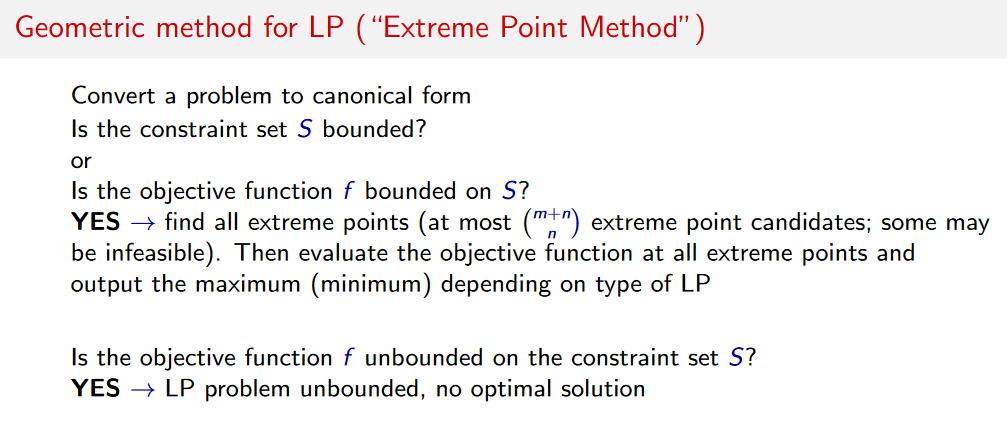 Geometric method for LP (“Extreme Point Method”)
Convert a problem to canonical form
Is the constraint set S bounded?
or
Is the objective function f bounded on S?
YES → find all extreme points (at most $\binom{m+n}{n}$ extreme point candidates; some may
be infeasible). Then evaluate the objective function at all extreme points and
output the maximum (minimum) depending on type of LP
Is the objective function f unbounded on the constraint set S?
YES → LP problem unbounded, no optimal solution